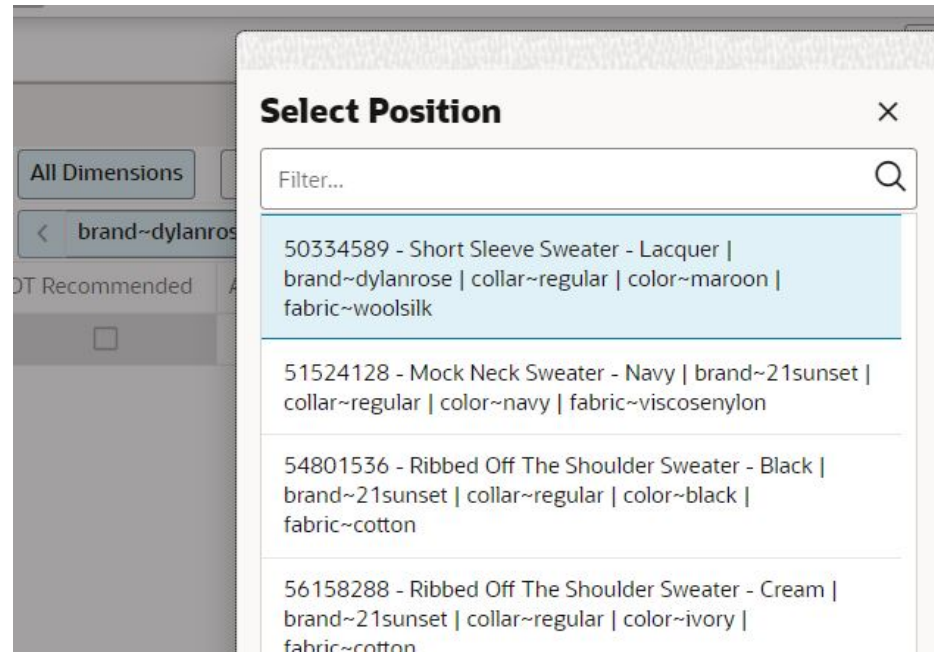 Select Position
All Dimensions
Filter...
brand~dylanros
50334589 - Short Sleeve Sweater - Lacquer |
brand~dylanrose | collar~regular | color~maroon |
fabric~woolsilk
DT Recommended
51524128 - Mock Neck Sweater - Navy | brand~21sunset |
collar~regular | color~navy | fabric~viscosenylon
54801536 - Ribbed Off The Shoulder Sweater - Black |
brand~21sunset | collar~regular | color~black |
fabric~cotton
56158288 - Ribbed Off The Shoulder Sweater - Cream |
brand~21sunset | collar~regular | color~ivory |
fabric~cotton